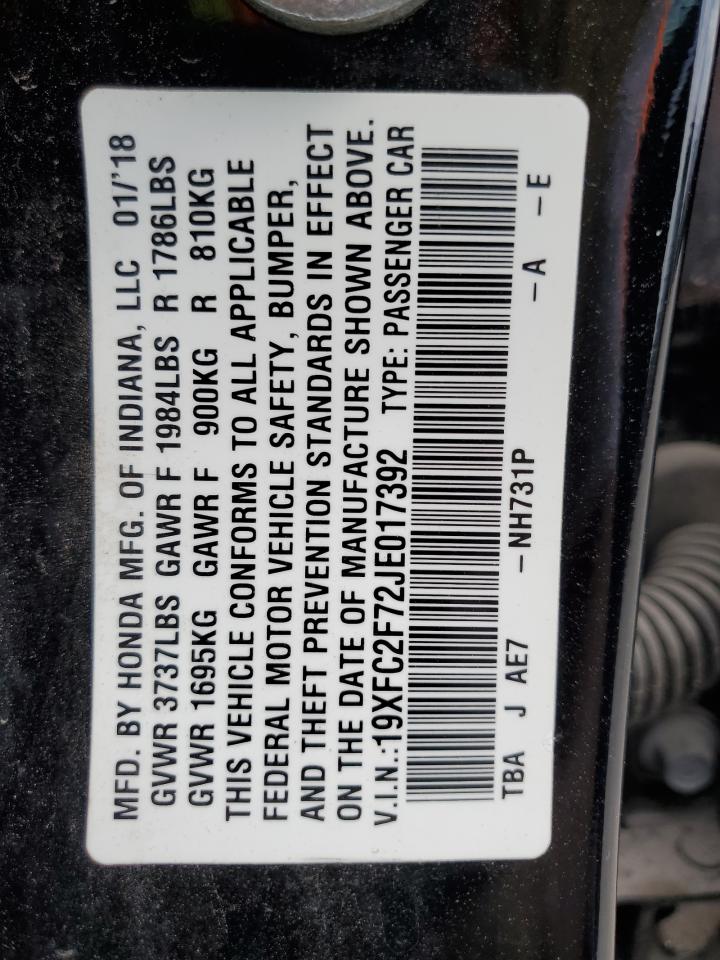 MFD. BY HONDA MFG. OF INDIANA, LLC 01/'18
GVWR 3737LBS GAWR F 1984LBS R 1786LBS
GVWR 1695KG GAWR F 900KG R 810KG
THIS VEHICLE CONFORMS TO ALL APPLICABLE
FEDERAL MOTOR VEHICLE SAFETY, BUMPER,
AND THEFT PREVENTION STANDARDS IN EFFECT
ON THE DATE OF MANUFACTURE SHOWN ABOVE.
V.I.N.:19XFC2F72JE017392 TYPE: PASSENGER CAR
TBA J AE7 -NH731P -A -E